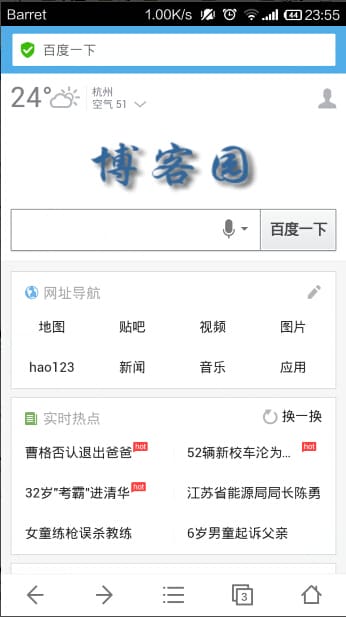 Barret 1.00K/s 44 23:55
百度一下
24° 杭州
空气 51
博客园
百度一下
网址导航
地图 贴吧 视频 图片
hao123 新闻 音乐 应用
实时热点 换一换
曹格否认退出爸爸 hot 52辆新校车沦为... hot
32岁"考霸"进清华 hot 江苏省能源局局长陈勇
女童练枪误杀教练 6岁男童起诉父亲
3